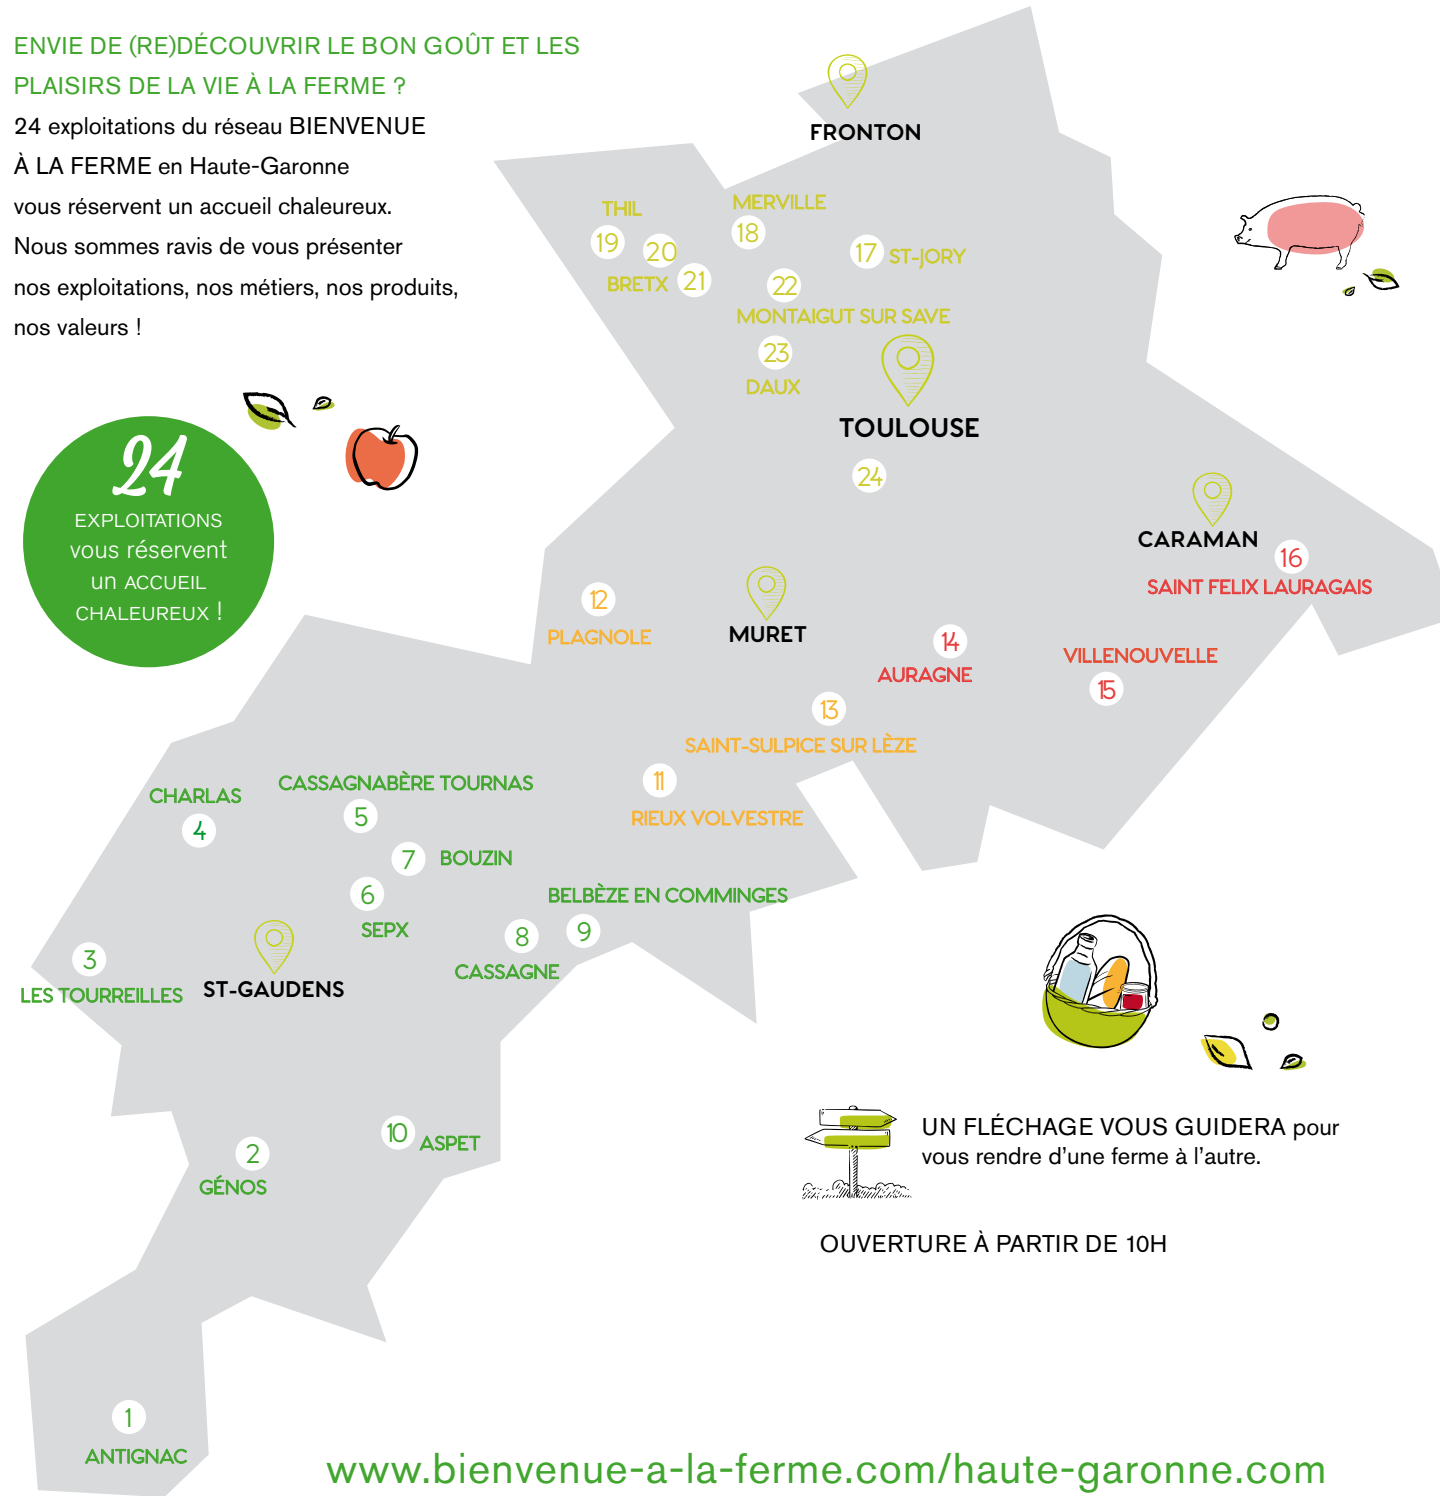 ENVIE DE (RE)DÉCOUVRIR LE BON GOÛT ET LES
PLAISIRS DE LA VIE À LA FERME ?
24 exploitations du réseau BIENVENUE
À LA FERME en Haute-Garonne
vous réservent un accueil chaleureux.
Nous sommes ravis de vous présenter
nos exploitations, nos métiers, nos produits,
nos valeurs !
24
EXPLOITATIONS
vous réservent
un ACCUEIL
CHALEUREUX !
FRONTON
THIL
19
20
BRETX
21
MERVILLE
18
17
ST-JORY
22
MONTAIGUT SUR SAVE
23
DAUX
TOULOUSE
24
CARAMAN
16
SAINT FELIX LAURAGAIS
12
PLAGNOLE
MURET
14
AURAGNE
VILLENOUVELLE
15
13
SAINT-SULPICE SUR LÈZE
11
RIEUX VOLVESTRE
CHARLAS
4
CASSAGNABÈRE TOURNAS
5
7
BOUZIN
6
SEPX
BELBÈZE EN COMMINGES
9
8
CASSAGNE
3
LES TOURREILLES
ST-GAUDENS
10
ASPET
2
GÉNOS
1
ANTIGNAC
UN FLÉCHAGE VOUS GUIDERA pour
vous rendre d'une ferme à l'autre.
OUVERTURE À PARTIR DE 10H
www.bienvenue-a-la-ferme.com/haute-garonne.com